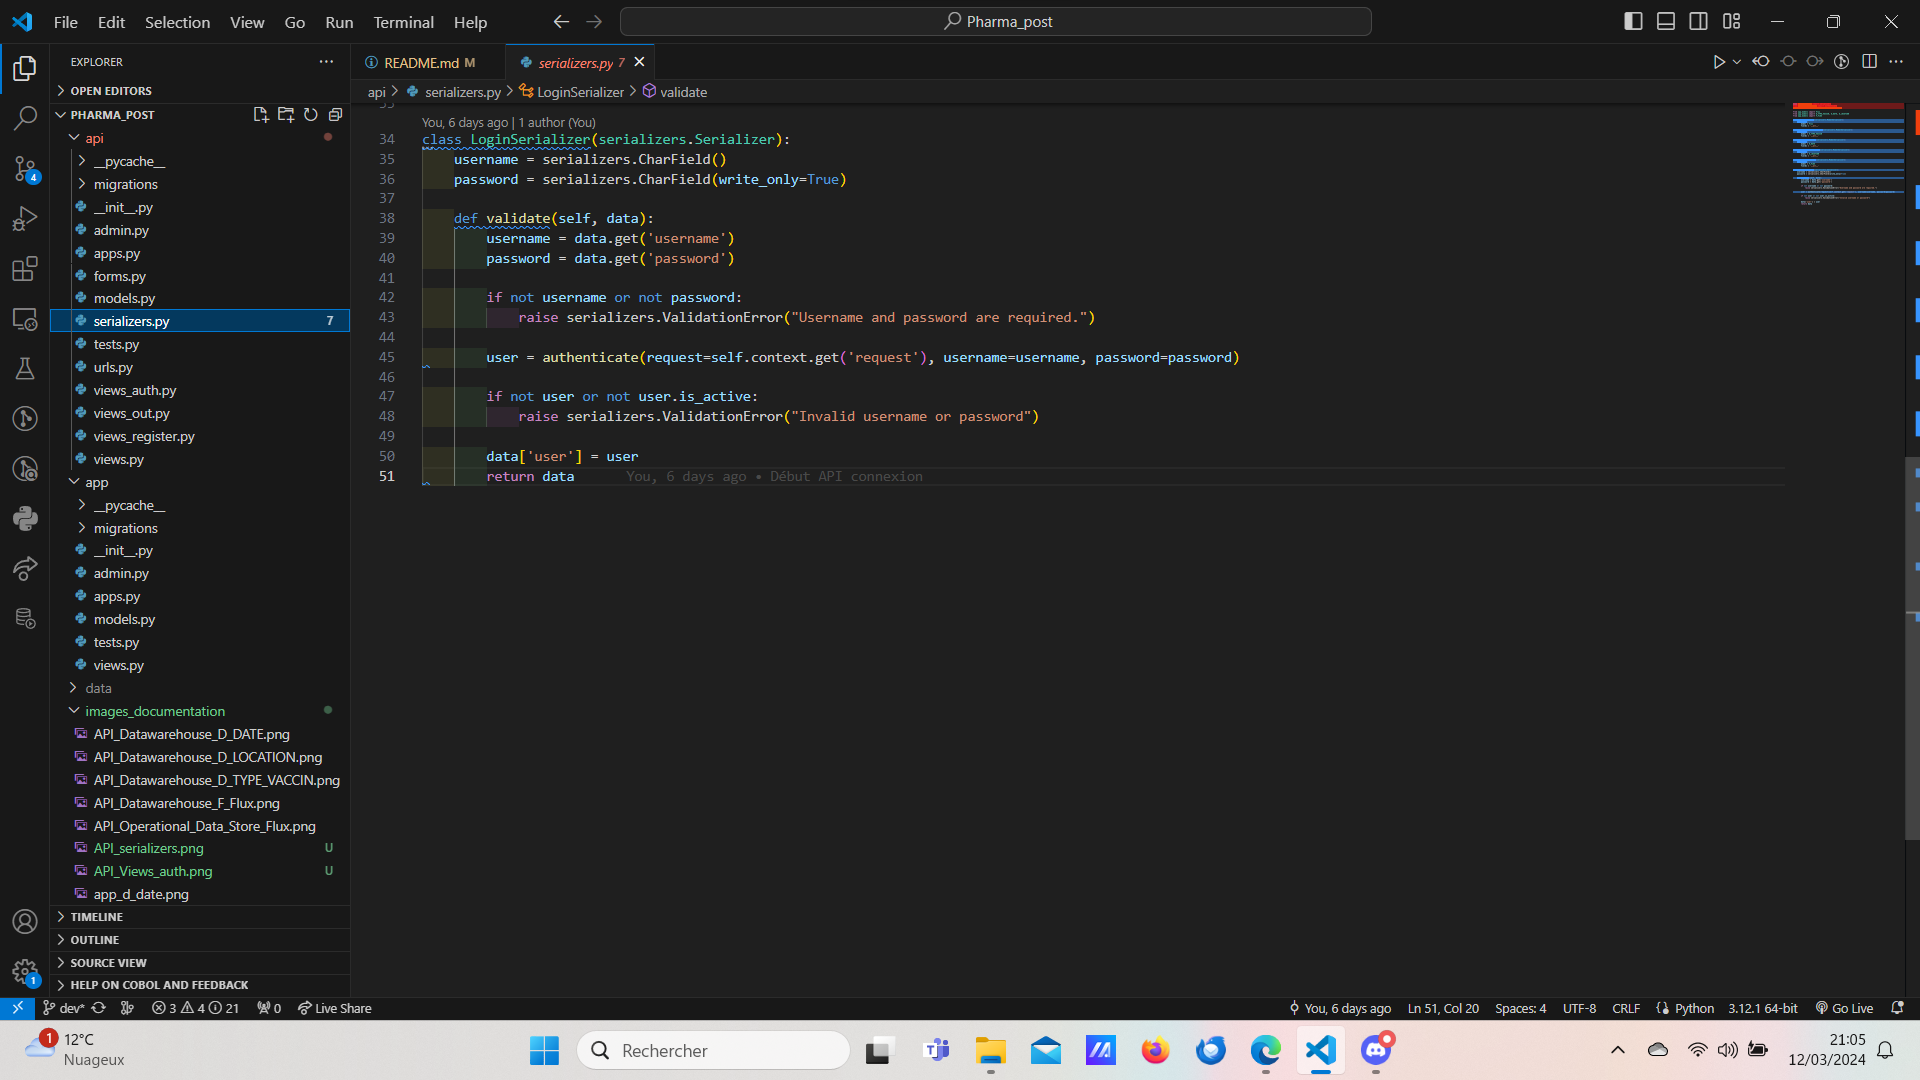 File Edit Selection View Go Run Terminal Help
Pharma_post
EXPLORER
OPEN EDITORS
PHARMA_POST
api
__pycache__
migrations
__init__.py
admin.py
apps.py
forms.py
models.py
serializers.py 7
tests.py
urls.py
views_auth.py
views_out.py
views_register.py
views.py
app
__pycache__
migrations
__init__.py
admin.py
apps.py
models.py
tests.py
views.py
data
images_documentation
API_Datawarehouse_D_DATE.png
API_Datawarehouse_D_LOCATION.png
API_Datawarehouse_D_TYPE_VACCIN.png
API_Datawarehouse_F_Flux.png
API_Operational_Data_Store_Flux.png
API_serializers.png U
API_Views_auth.png U
app_d_date.png
TIMELINE
OUTLINE
SOURCE VIEW
HELP ON COBOL AND FEEDBACK
4
1
README.md M
serializers.py 7
api > serializers.py > LoginSerializer > validate
You, 6 days ago | 1 author (You)
34 class LoginSerializer(serializers.Serializer):
35 username = serializers.CharField()
36 password = serializers.CharField(write_only=True)
37
38 def validate(self, data):
39 username = data.get('username')
40 password = data.get('password')
41
42 if not username or not password:
43 raise serializers.ValidationError("Username and password are required.")
44
45 user = authenticate(request=self.context.get('request'), username=username, password=password)
46
47 if not user or not user.is_active:
48 raise serializers.ValidationError("Invalid username or password")
49
50 data['user'] = user
51 return data You, 6 days ago • Début API connexion
dev* 3 4 21 0 Live Share
You, 6 days ago Ln 51, Col 20 Spaces: 4 UTF-8 CRLF Python 3.12.1 64-bit Go Live
1
12°C
Nuageux
Rechercher
21:05
12/03/2024